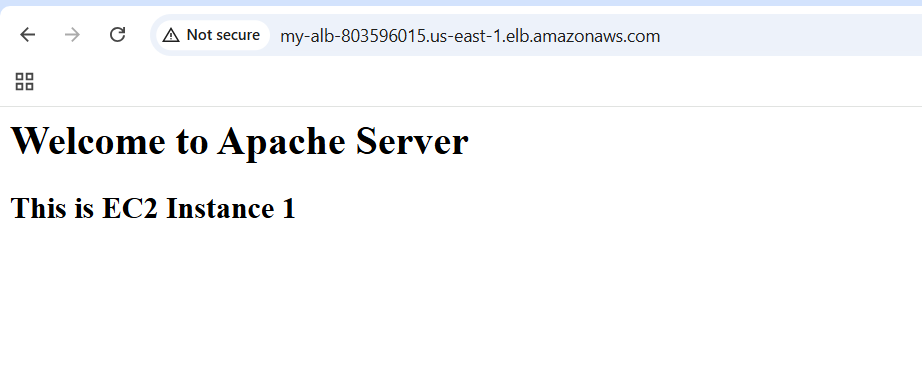 Not secure my-alb-803596015.us-east-1.elb.amazonaws.com
Welcome to Apache Server
This is EC2 Instance 1